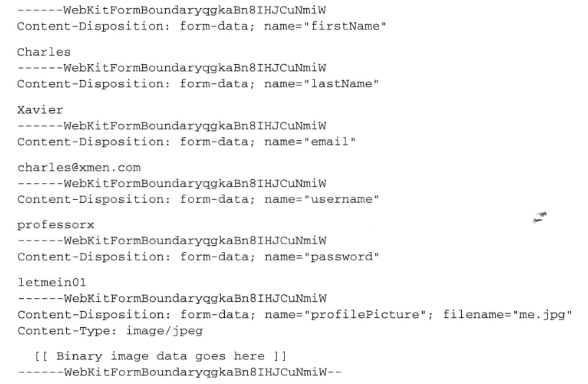 ------WebKitFormBoundaryqgkaBn8IHJCuNmiW
Content-Disposition: form-data; name="firstName"
Charles
------WebKitFormBoundaryqgkaBn8IHJCuNmiW
Content-Disposition: form-data; name="lastName"
Xavier
------WebKitFormBoundaryqgkaBn8IHJCuNmiW
Content-Disposition: form-data; name="email"
charles@xmen.com
------WebKitFormBoundaryqgkaBn8IHJCuNmiW
Content-Disposition: form-data; name="username"
professorx
------WebKitFormBoundaryqgkaBn8IHJCuNmiW
Content-Disposition: form-data; name="password"
letmein01
------WebKitFormBoundaryqgkaBn8IHJCuNmiW
Content-Disposition: form-data; name="profilePicture"; filename="me.jpg"
Content-Type: image/jpeg
[[ Binary image data goes here ]]
------WebKitFormBoundaryqgkaBn8IHJCuNmiW--